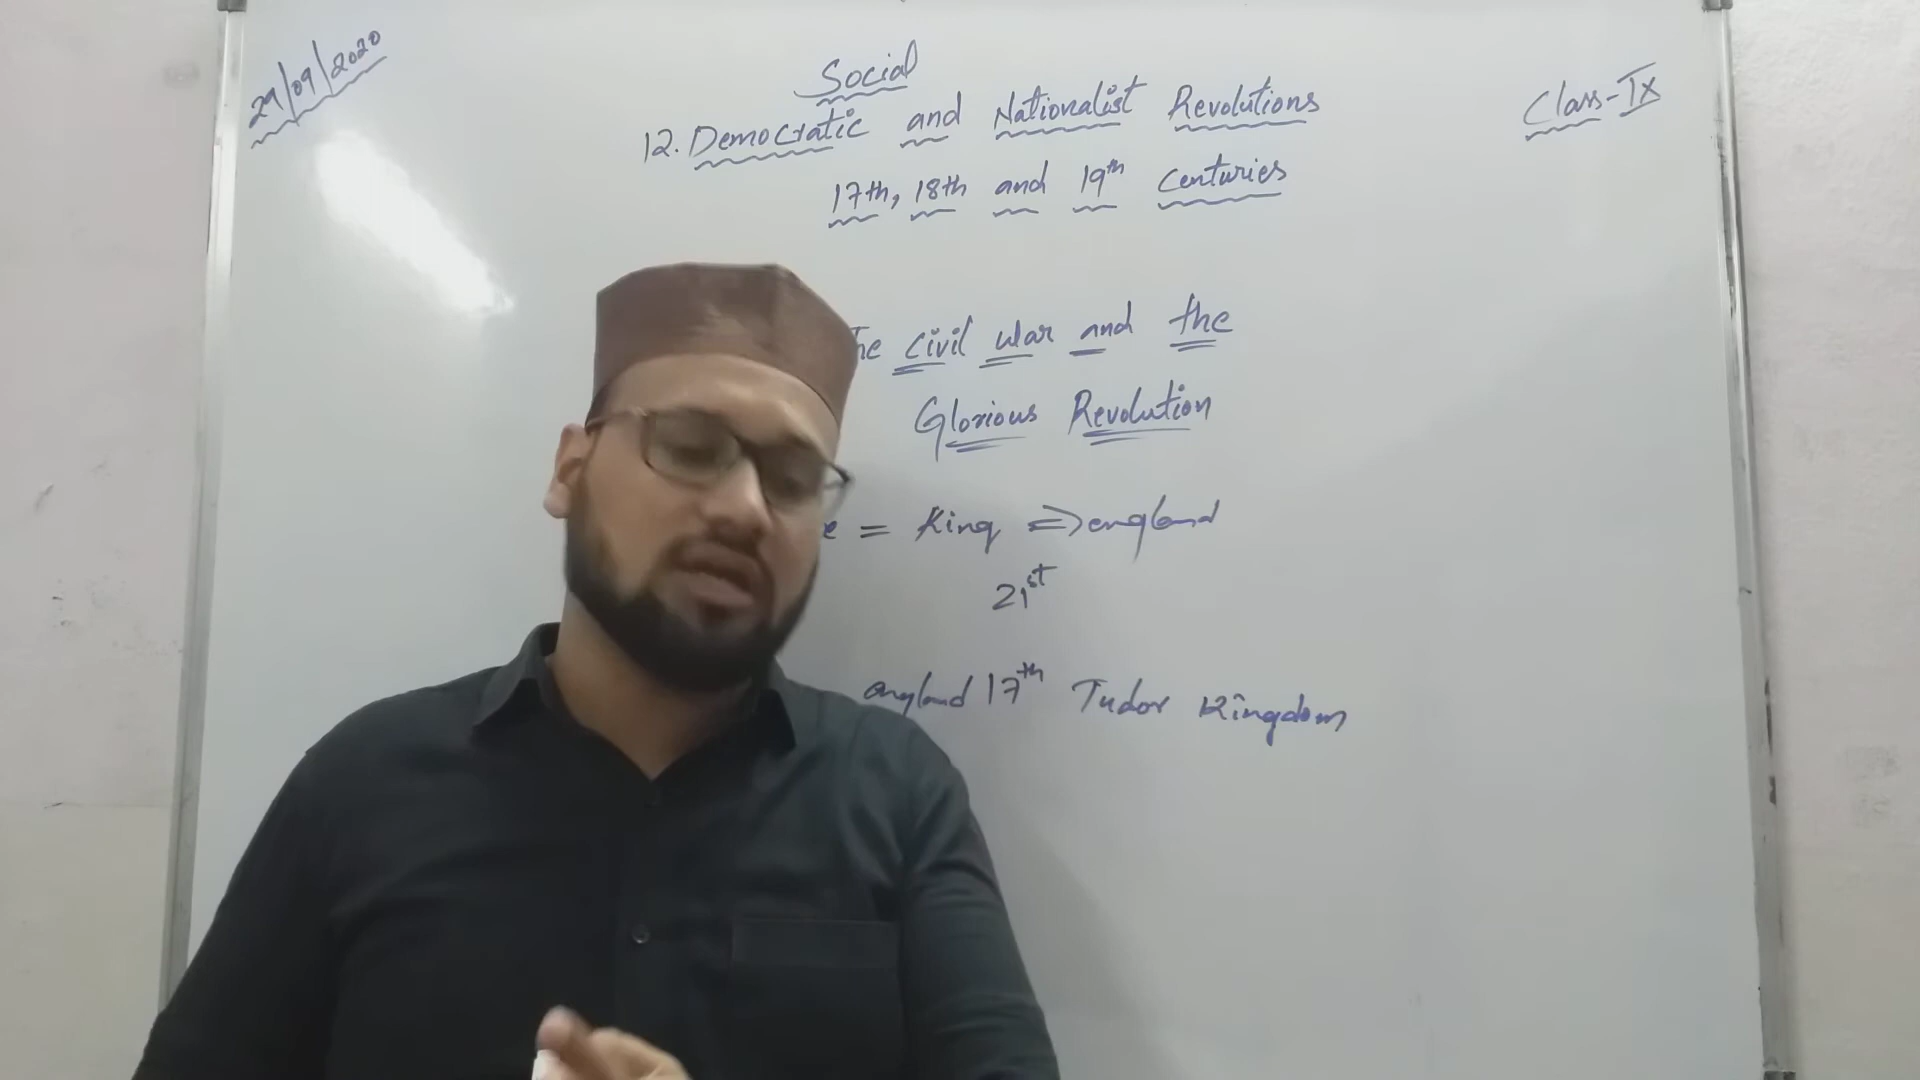 29/09/2020
Social
Class-IX
12. Democratic and Nationalist Revolutions
17th, 18th and 19th Centuries
The Civil war and the
Glorious Revolution
= King ⇒ england
21st
england 17th Tudor Kingdom